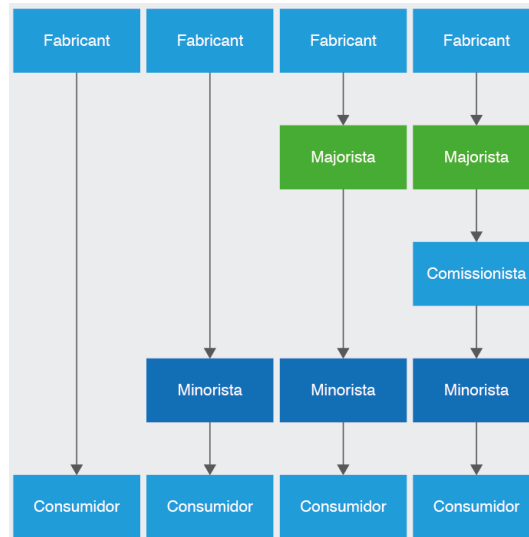 Fabricant Fabricant Fabricant Fabricant
Majorista Majorista
Comissionista
Minorista Minorista Minorista
Consumidor Consumidor Consumidor Consumidor